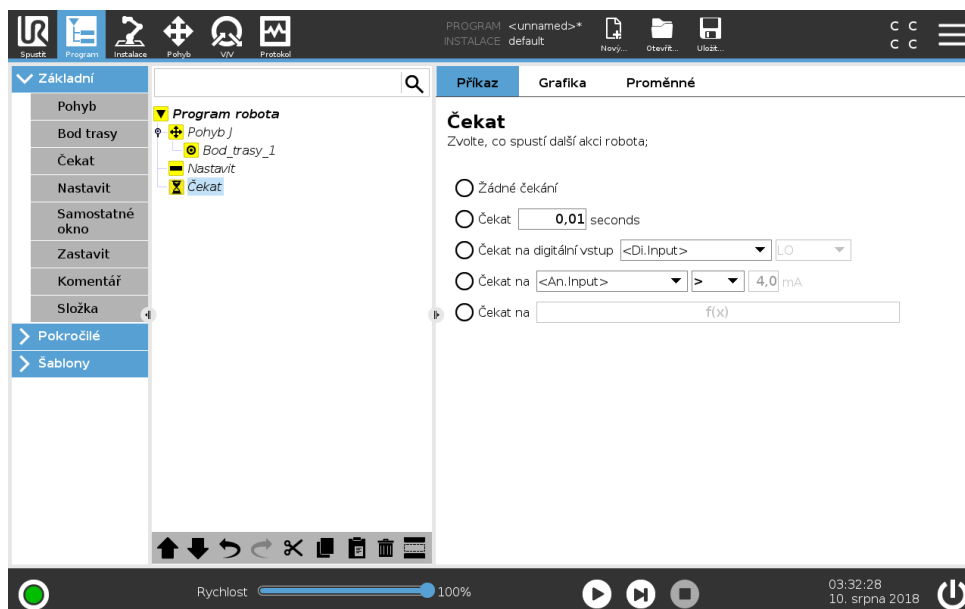 UR
Spustit
Program
Instalace
Pohyb
V/V
Protokol
PROGRAM <unnamed>*
INSTALACE default
Nový...
Otevřít...
Uložit...
C C
C C
Základní
Pohyb
Bod trasy
Čekat
Nastavit
Samostatné
okno
Zastavit
Komentář
Složka
Pokročilé
Šablony
Program robota
Pohyb J
Bod_trasy_1
Nastavit
Čekat
Příkaz Grafika Proměnné
Čekat
Zvolte, co spustí další akci robota;
Žádné čekání
Čekat 0,01 seconds
Čekat na digitální vstup <Di.Input> LO
Čekat na <An.Input> > 4,0 mA
Čekat na f(x)
Rychlost 100%
03:32:28
10. srpna 2018